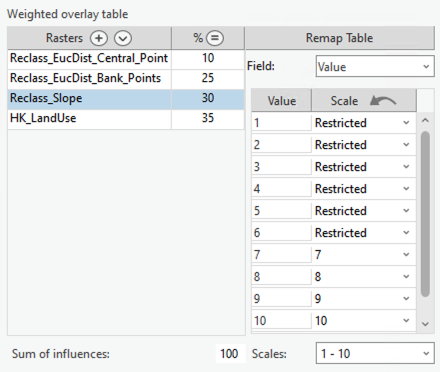 Weighted overlay table
Rasters % Remap Table
Reclass_EucDist_Central_Point 10
Reclass_EucDist_Bank_Points 25
Reclass_Slope 30
HK_LandUse 35
Field: Value
Value Scale
1 Restricted
2 Restricted
3 Restricted
4 Restricted
5 Restricted
6 Restricted
7 7
8 8
9 9
10 10
Sum of influences: 100 Scales: 1 - 10